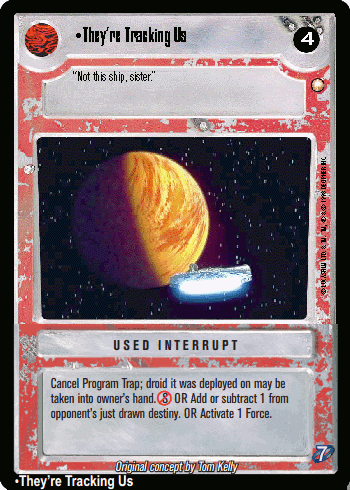 •They're Tracking Us
4
"Not this ship, sister."
USED INTERRUPT
Cancel Program Trap; droid it was deployed on may be
taken into owner's hand. OR Add or subtract 1 from
opponent's just drawn destiny. OR Activate 1 Force.
Original concept by Tom Kelly
•They're Tracking Us